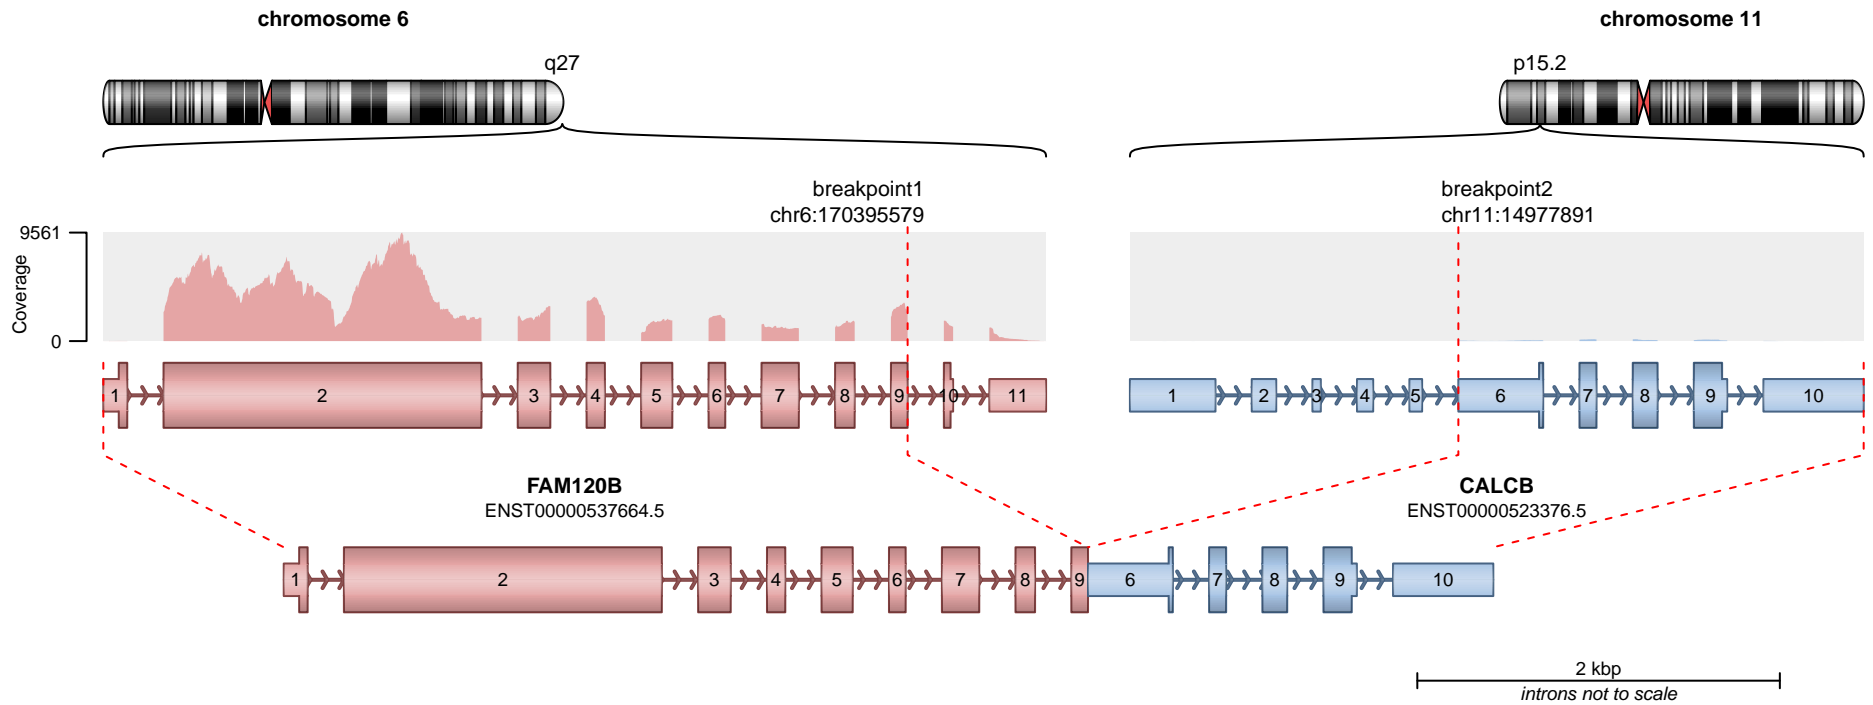 chromosome 6
chromosome 11
q27
p15.2
breakpoint1
chr6:170395579
breakpoint2
chr11:14977891
9561
Coverage
0
1 2 3 4 5 6 7 8 9 10 11
1 2 3 4 5 6 7 8 9 10
FAM120B
ENST00000537664.5
CALCB
ENST00000523376.5
1 2 3 4 5 6 7 8 9 6 7 8 9 10
2 kbp
introns not to scale